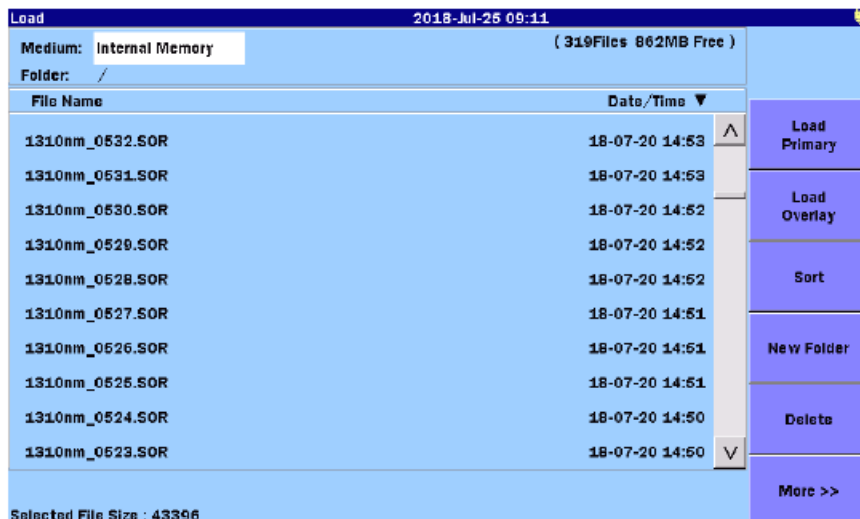 Load 2018-Jul-25 09:11
Medium: Internal Memory ( 319Files 862MB Free )
Folder: /
File Name Date/Time ▼
1310nm_0532.SOR 18-07-20 14:53
1310nm_0531.SOR 18-07-20 14:53
1310nm_0530.SOR 18-07-20 14:52
1310nm_0529.SOR 18-07-20 14:52
1310nm_0528.SOR 18-07-20 14:52
1310nm_0527.SOR 18-07-20 14:51
1310nm_0526.SOR 18-07-20 14:51
1310nm_0525.SOR 18-07-20 14:51
1310nm_0524.SOR 18-07-20 14:50
1310nm_0523.SOR 18-07-20 14:50
Selected File Size : 43396
Load
Primary
Load
Overlay
Sort
New Folder
Delete
More >>